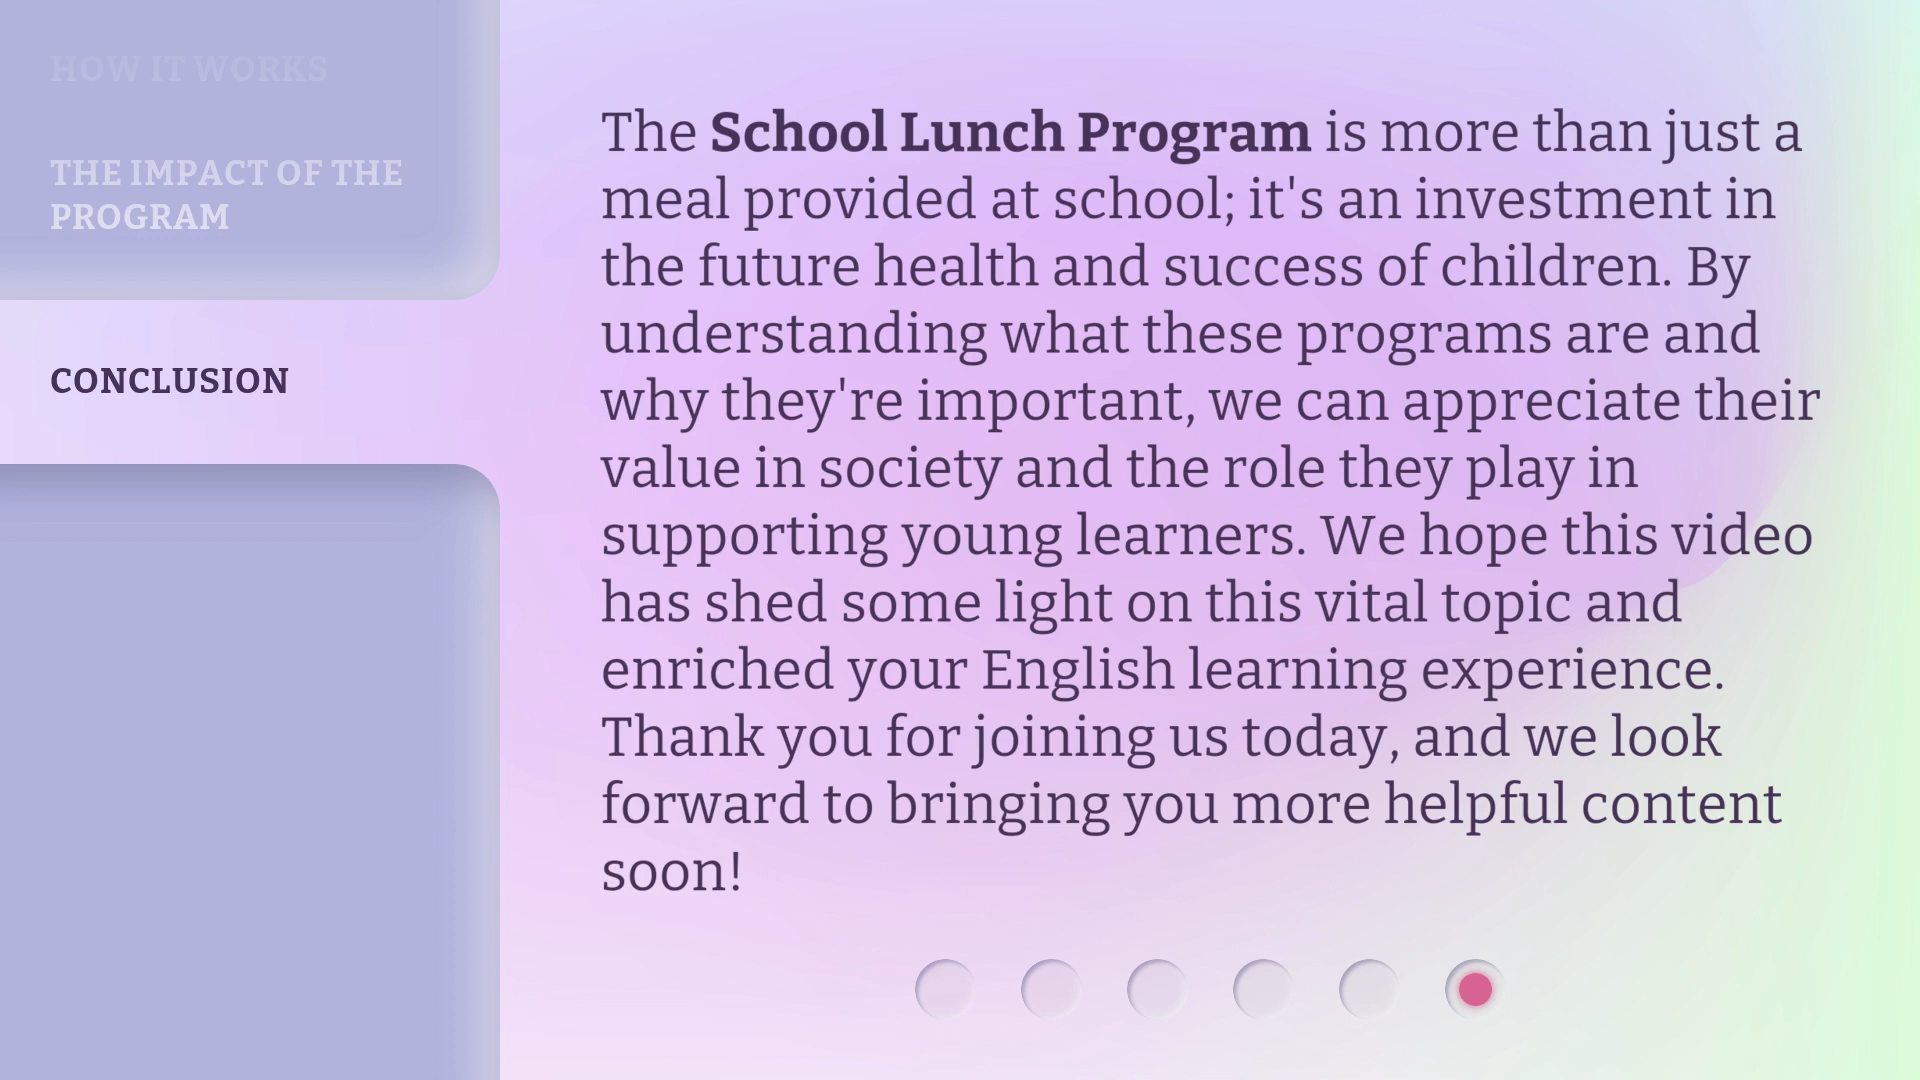 HOW IT WORKS
THE IMPACT OF THE
PROGRAM
CONCLUSION
The School Lunch Program is more than just a
meal provided at school; it's an investment in
the future health and success of children. By
understanding what these programs are and
why they're important, we can appreciate their
value in society and the role they play in
supporting young learners. We hope this video
has shed some light on this vital topic and
enriched your English learning experience.
Thank you for joining us today, and we look
forward to bringing you more helpful content
soon!